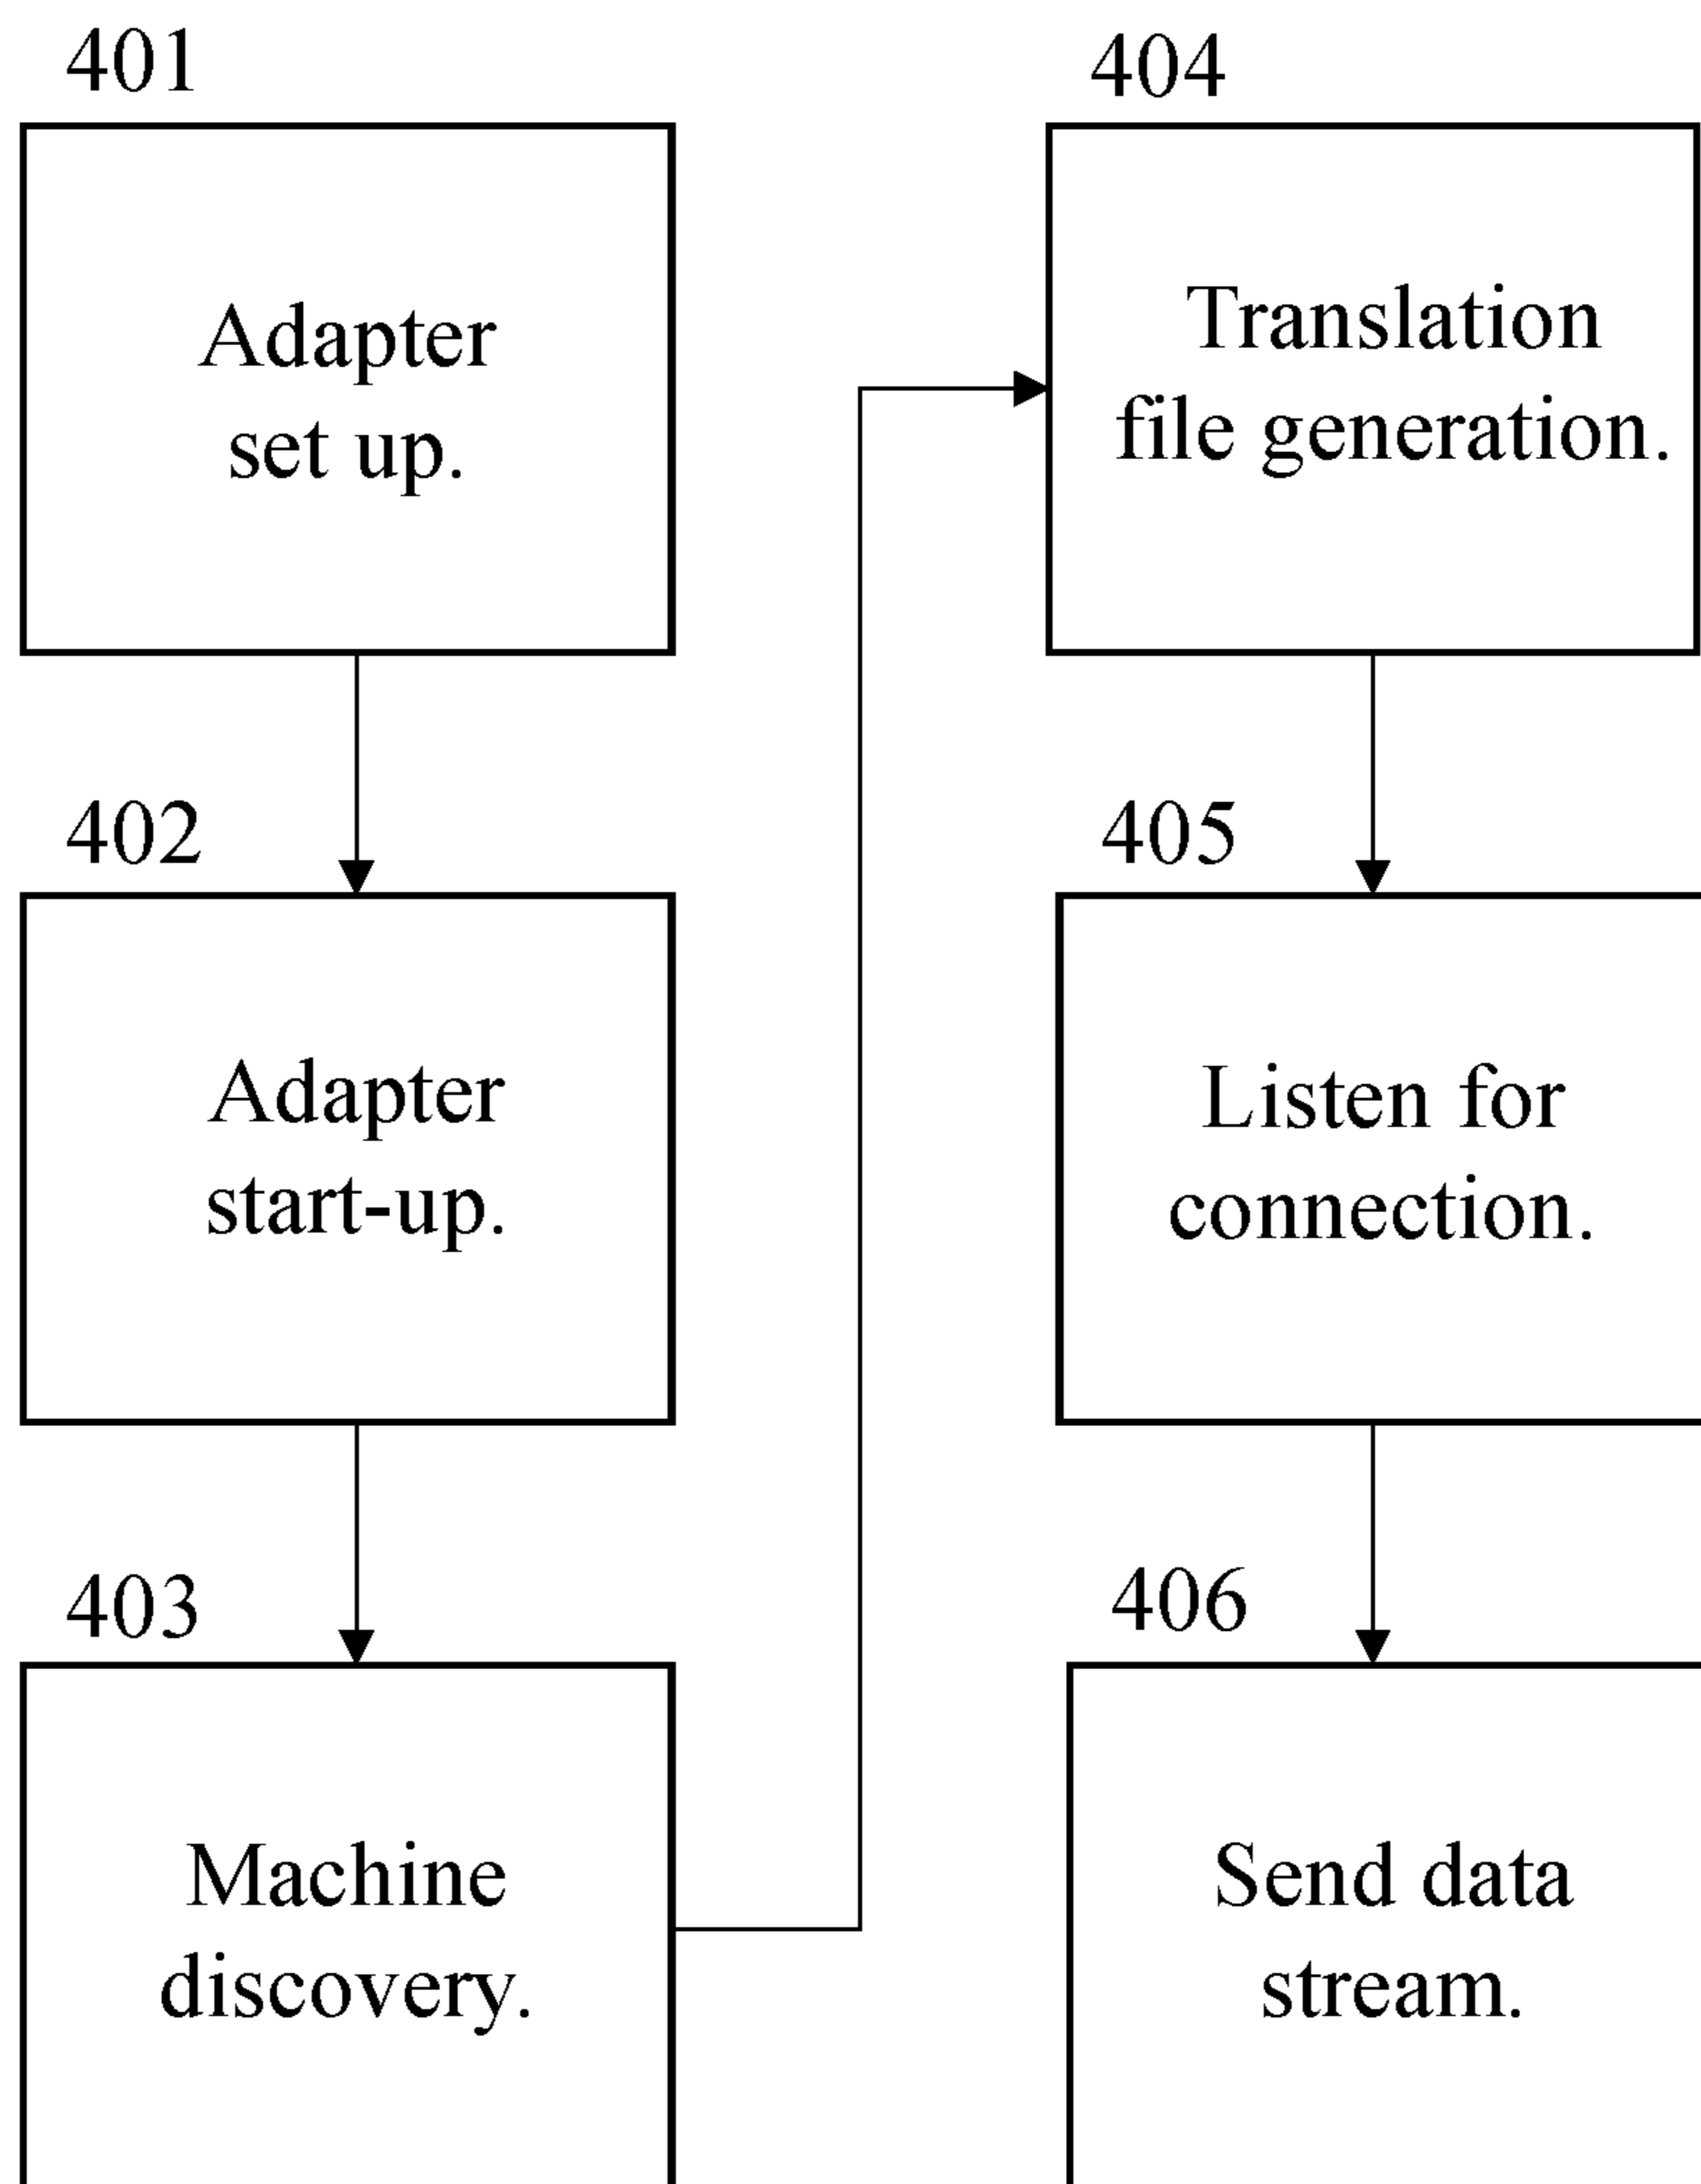 401
Adapter
set up.
402
Adapter
start-up.
403
Machine
discovery.
404
Translation
file generation.
405
Listen for
connection.
406
Send data
stream.